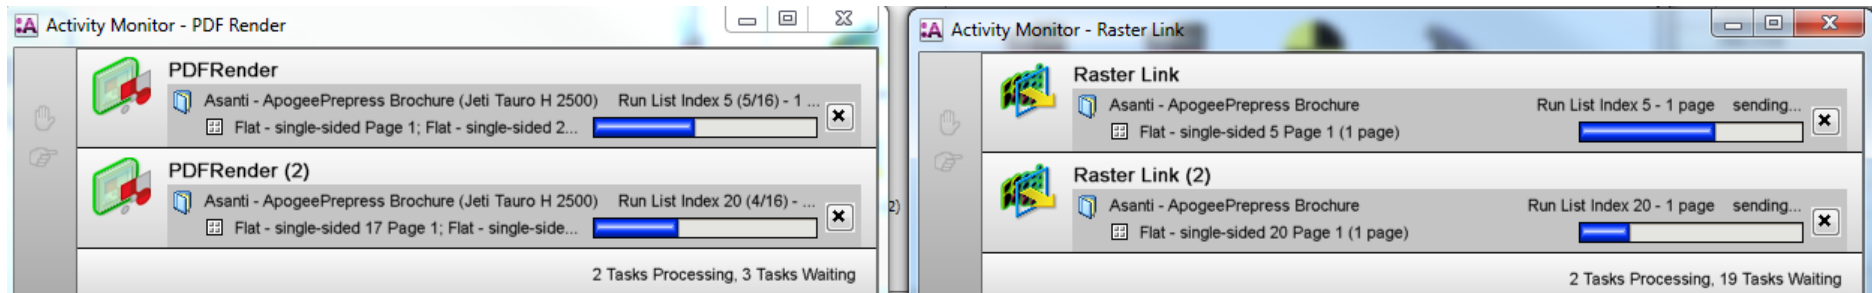 Activity Monitor - PDF Render
PDFRender
Asanti - ApogeePrepress Brochure (Jeti Tauro H 2500) Run List Index 5 (5/16) - 1 ...
Flat - single-sided Page 1; Flat - single-sided 2...
PDFRender (2)
Asanti - ApogeePrepress Brochure (Jeti Tauro H 2500) Run List Index 20 (4/16) - ...
Flat - single-sided 17 Page 1; Flat - single-side...
2 Tasks Processing, 3 Tasks Waiting
2)
Activity Monitor - Raster Link
Raster Link
Asanti - ApogeePrepress Brochure Run List Index 5 - 1 page sending...
Flat - single-sided 5 Page 1 (1 page)
Raster Link (2)
Asanti - ApogeePrepress Brochure Run List Index 20 - 1 page sending...
Flat - single-sided 20 Page 1 (1 page)
2 Tasks Processing, 19 Tasks Waiting